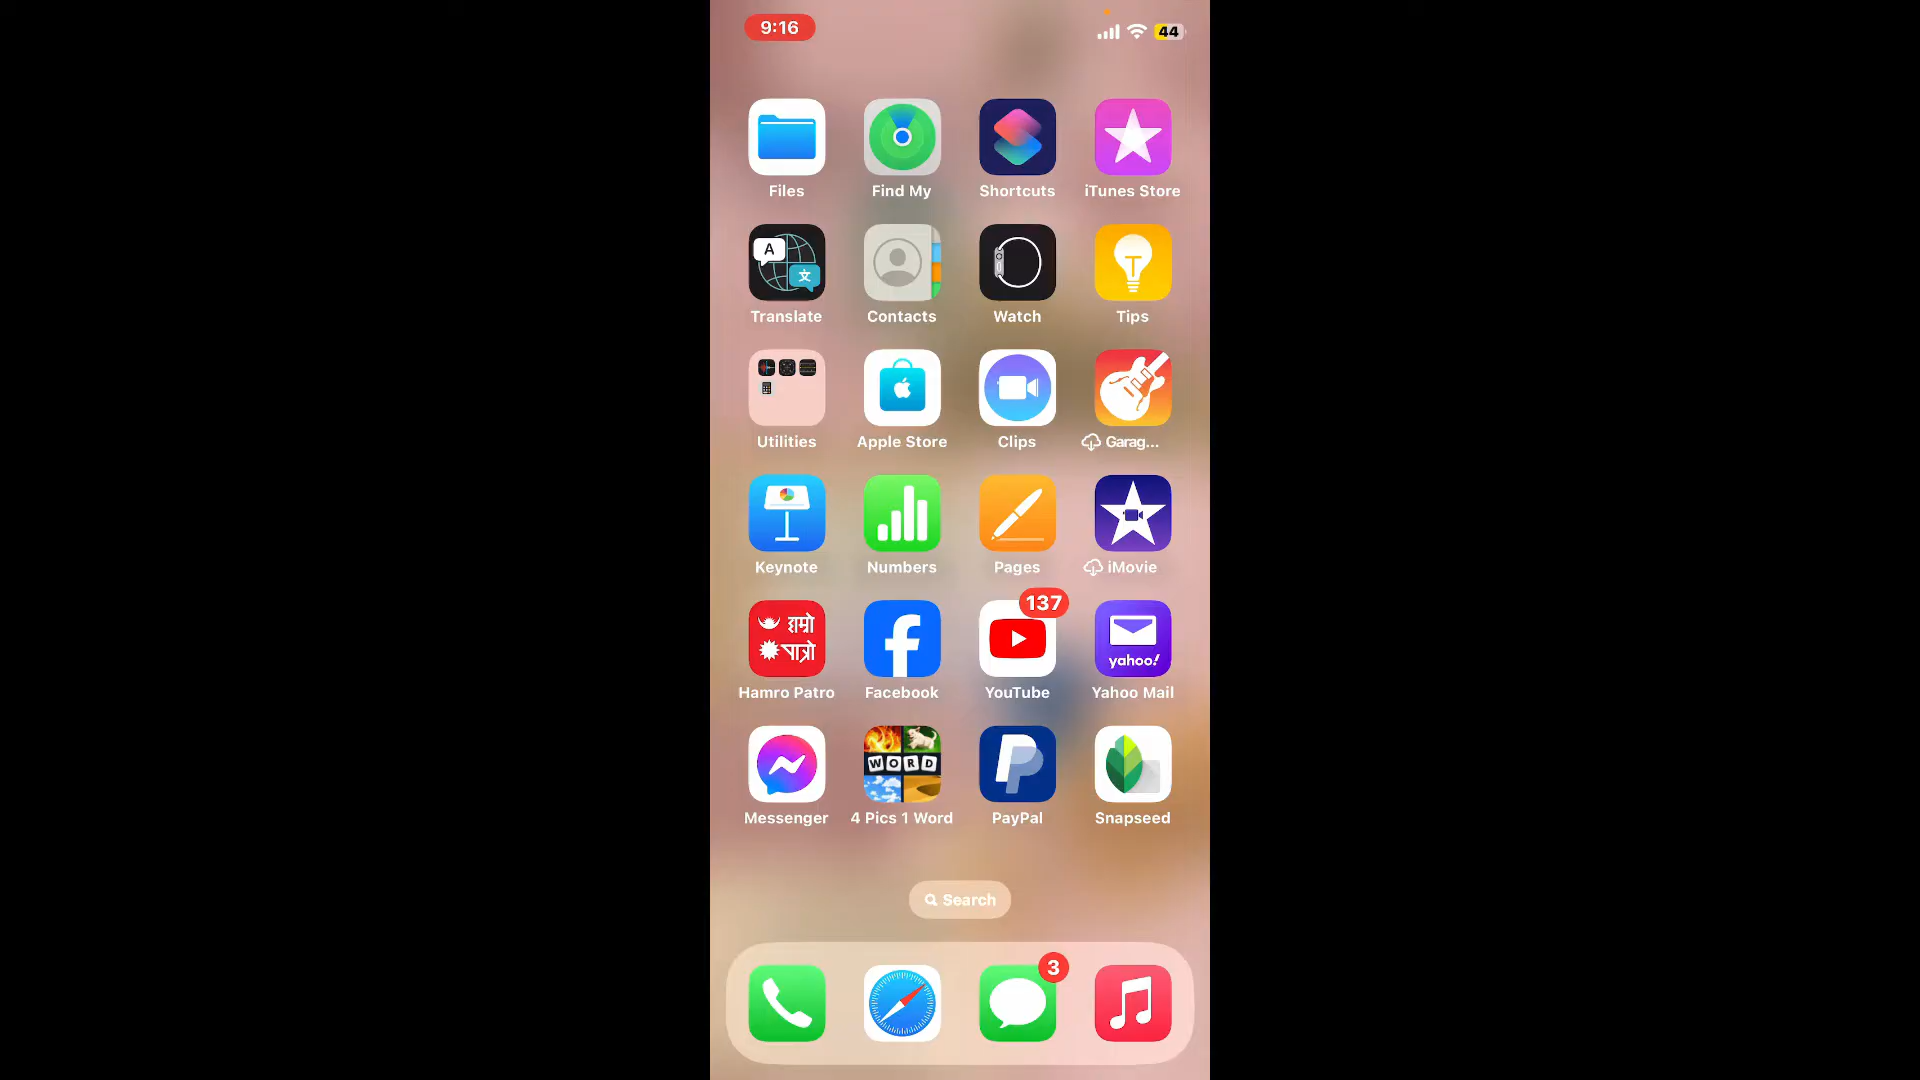 9:16
44
Files
Find My
Shortcuts
iTunes Store
A
文
Translate
Contacts
Watch
Tips
Utilities
Apple Store
Clips
Garag...
Keynote
Numbers
Pages
iMovie
हाम्रो
पात्रो
137
yahoo!
Hamro Patro
Facebook
YouTube
Yahoo Mail
WORD
Messenger
4 Pics 1 Word
PayPal
Snapseed
Search
3